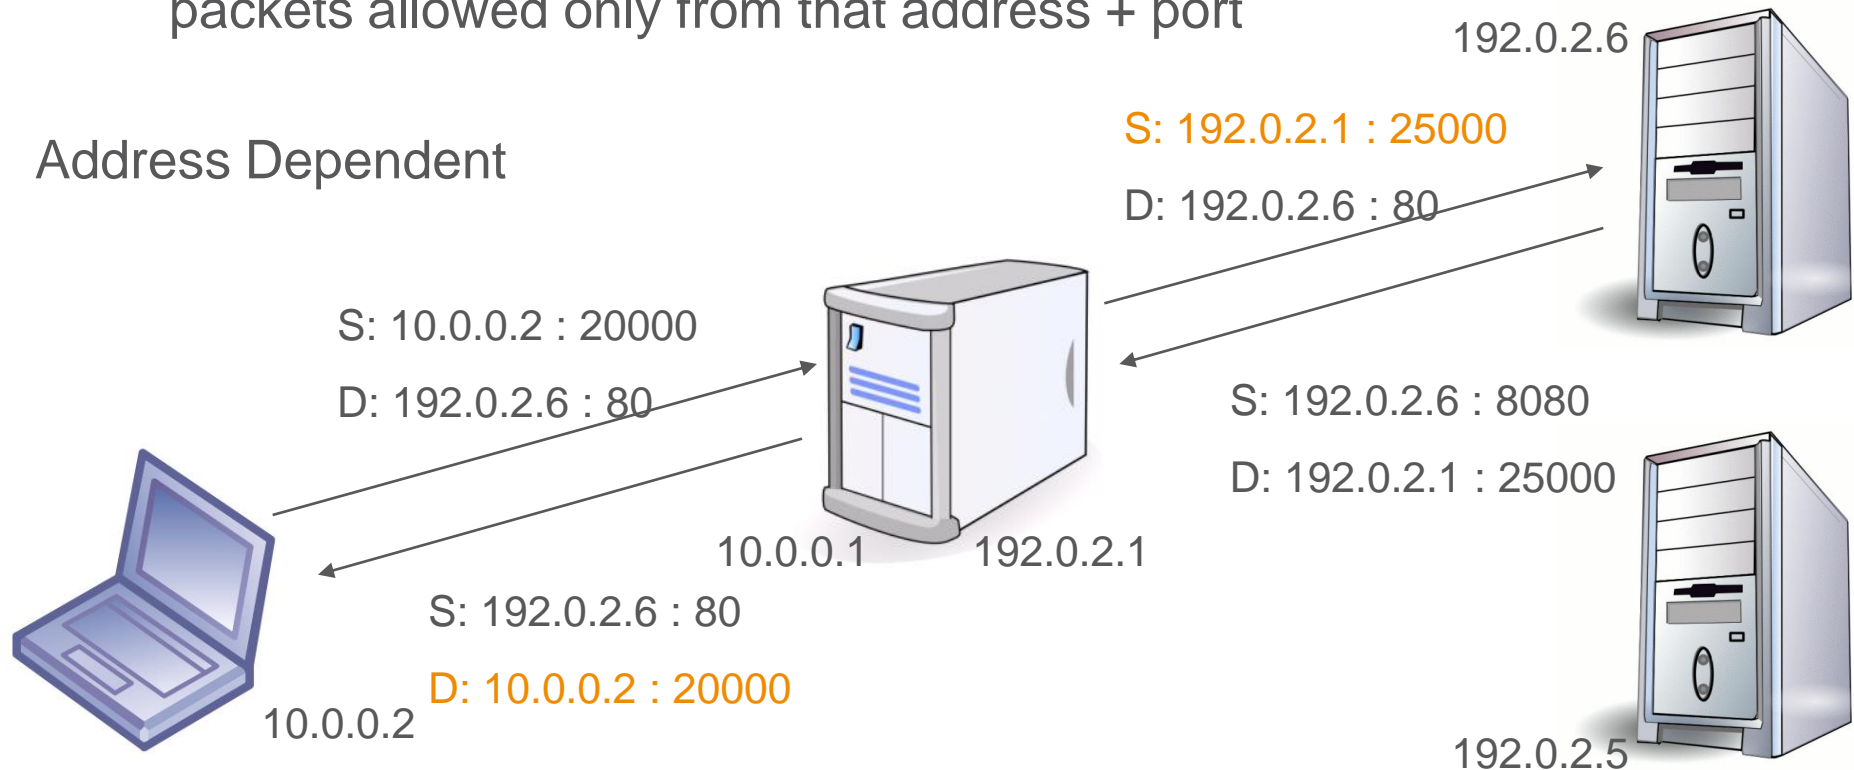 packets allowed only from that address + port
192.0.2.6
S: 192.0.2.1 : 25000
Address Dependent
D: 192.0.2.6 : 80
S: 10.0.0.2 : 20000
D: 192.0.2.6 : 80
S: 192.0.2.6 : 8080
D: 192.0.2.1 : 25000
10.0.0.1
192.0.2.1
S: 192.0.2.6 : 80
D: 10.0.0.2 : 20000
10.0.0.2
192.0.2.5